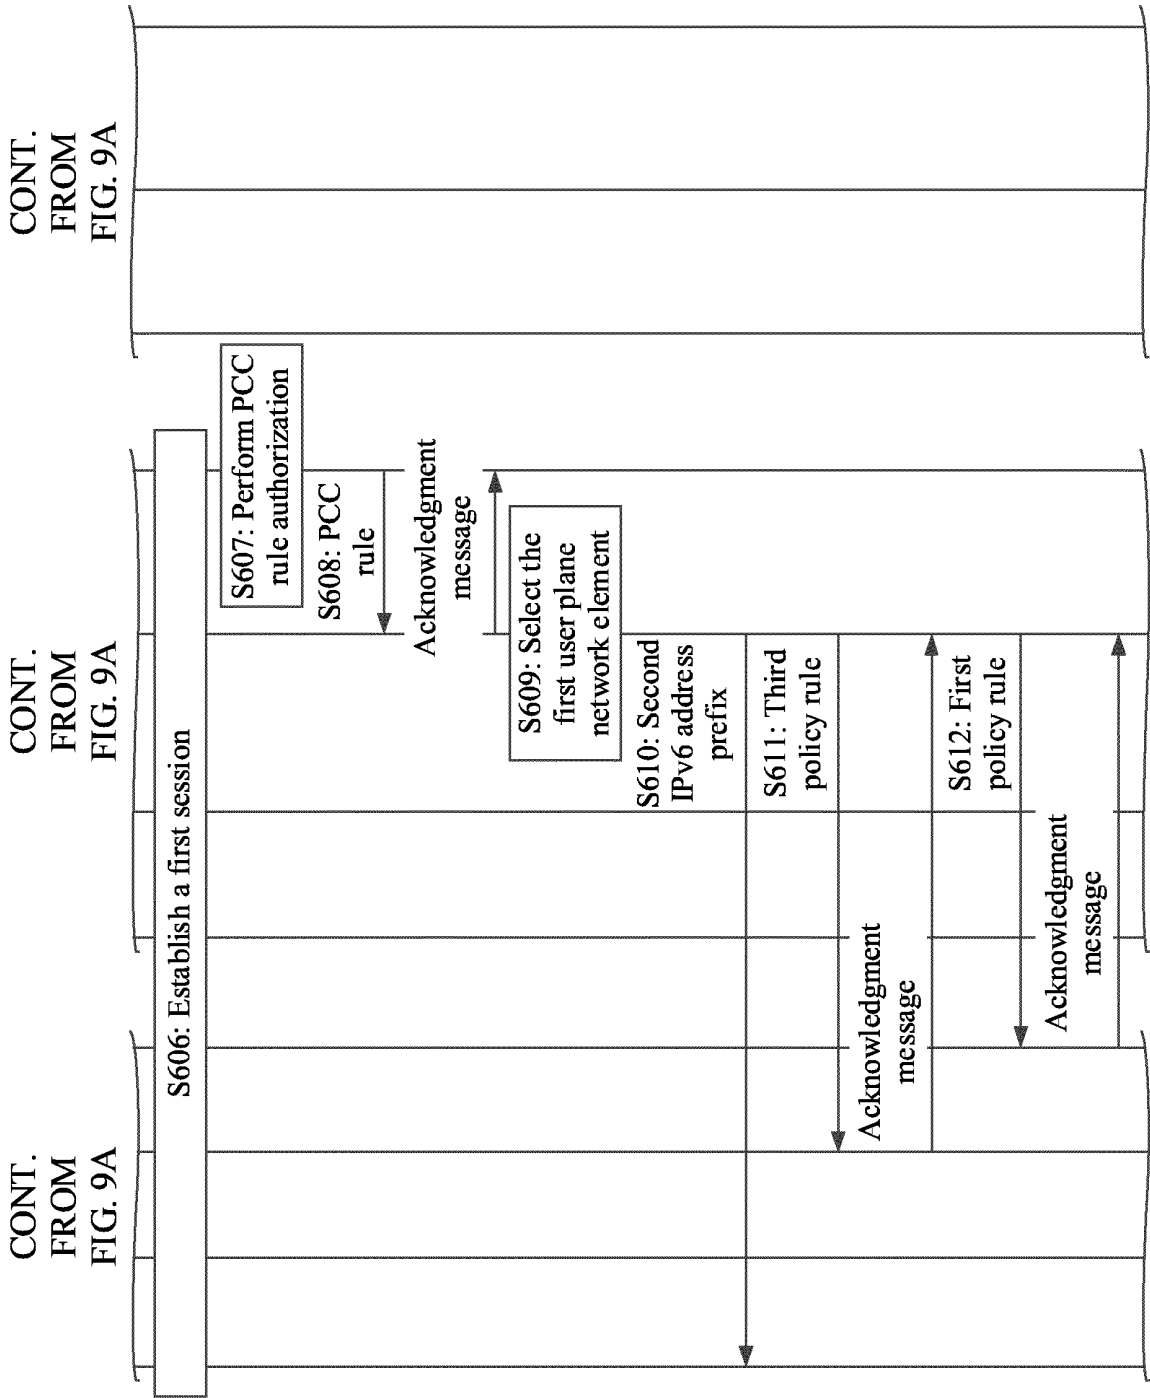 CONT.
FROM
FIG. 9A
CONT.
FROM
FIG. 9A
CONT.
FROM
FIG. 9A
S606: Establish a first session
S607: Perform PCC
rule authorization
S608: PCC
rule
Acknowledgment
message
S609: Select the
first user plane
network element
S610: Second
IPv6 address
prefix
S611: Third
policy rule
Acknowledgment
message
S612: First
policy rule
Acknowledgment
message